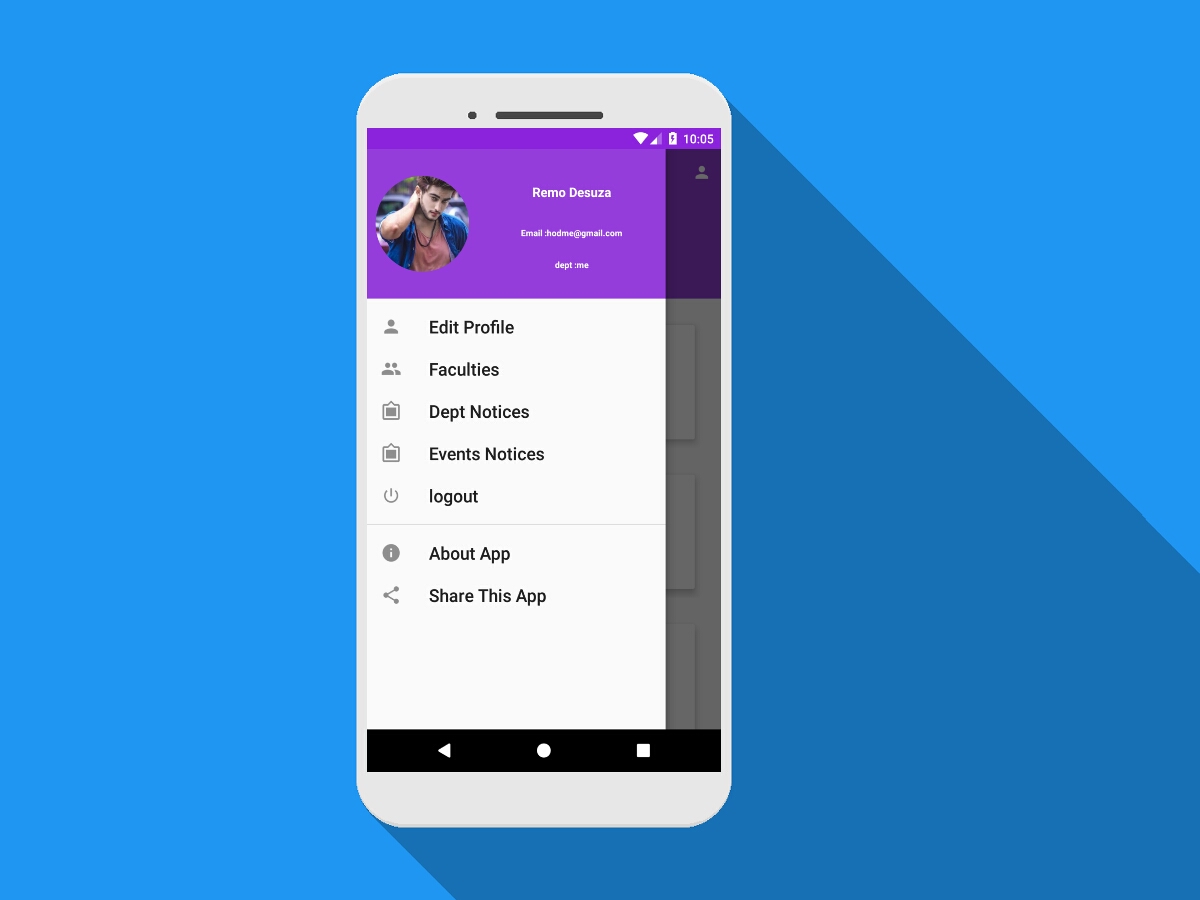 10:05
Remo Desuza
Email :hodme@gmail.com
dept :me
Edit Profile
Faculties
Dept Notices
Events Notices
logout
About App
Share This App